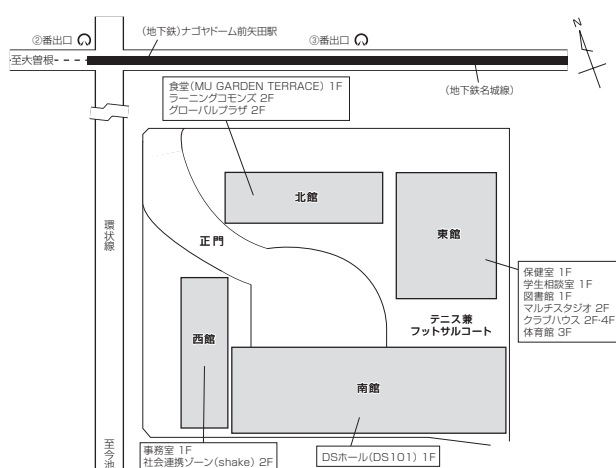 N
(地下鉄)ナゴヤドーム前矢田駅
②番出口
③番出口
至大曽根
(地下鉄名城線)
食堂(MU GARDEN TERRACE) 1F
ラーニングコモンズ 2F
グローバルプラザ 2F
北館
東館
正門
環状線
保健室 1F
学生相談室 1F
図書館 1F
マルチスタジオ 2F
クラブハウス 2F・4F
体育館 3F
テニス兼
フットサルコート
西館
南館
至今池
事務室 1F
社会連携ゾーン(shake) 2F
DSホール(DS101) 1F